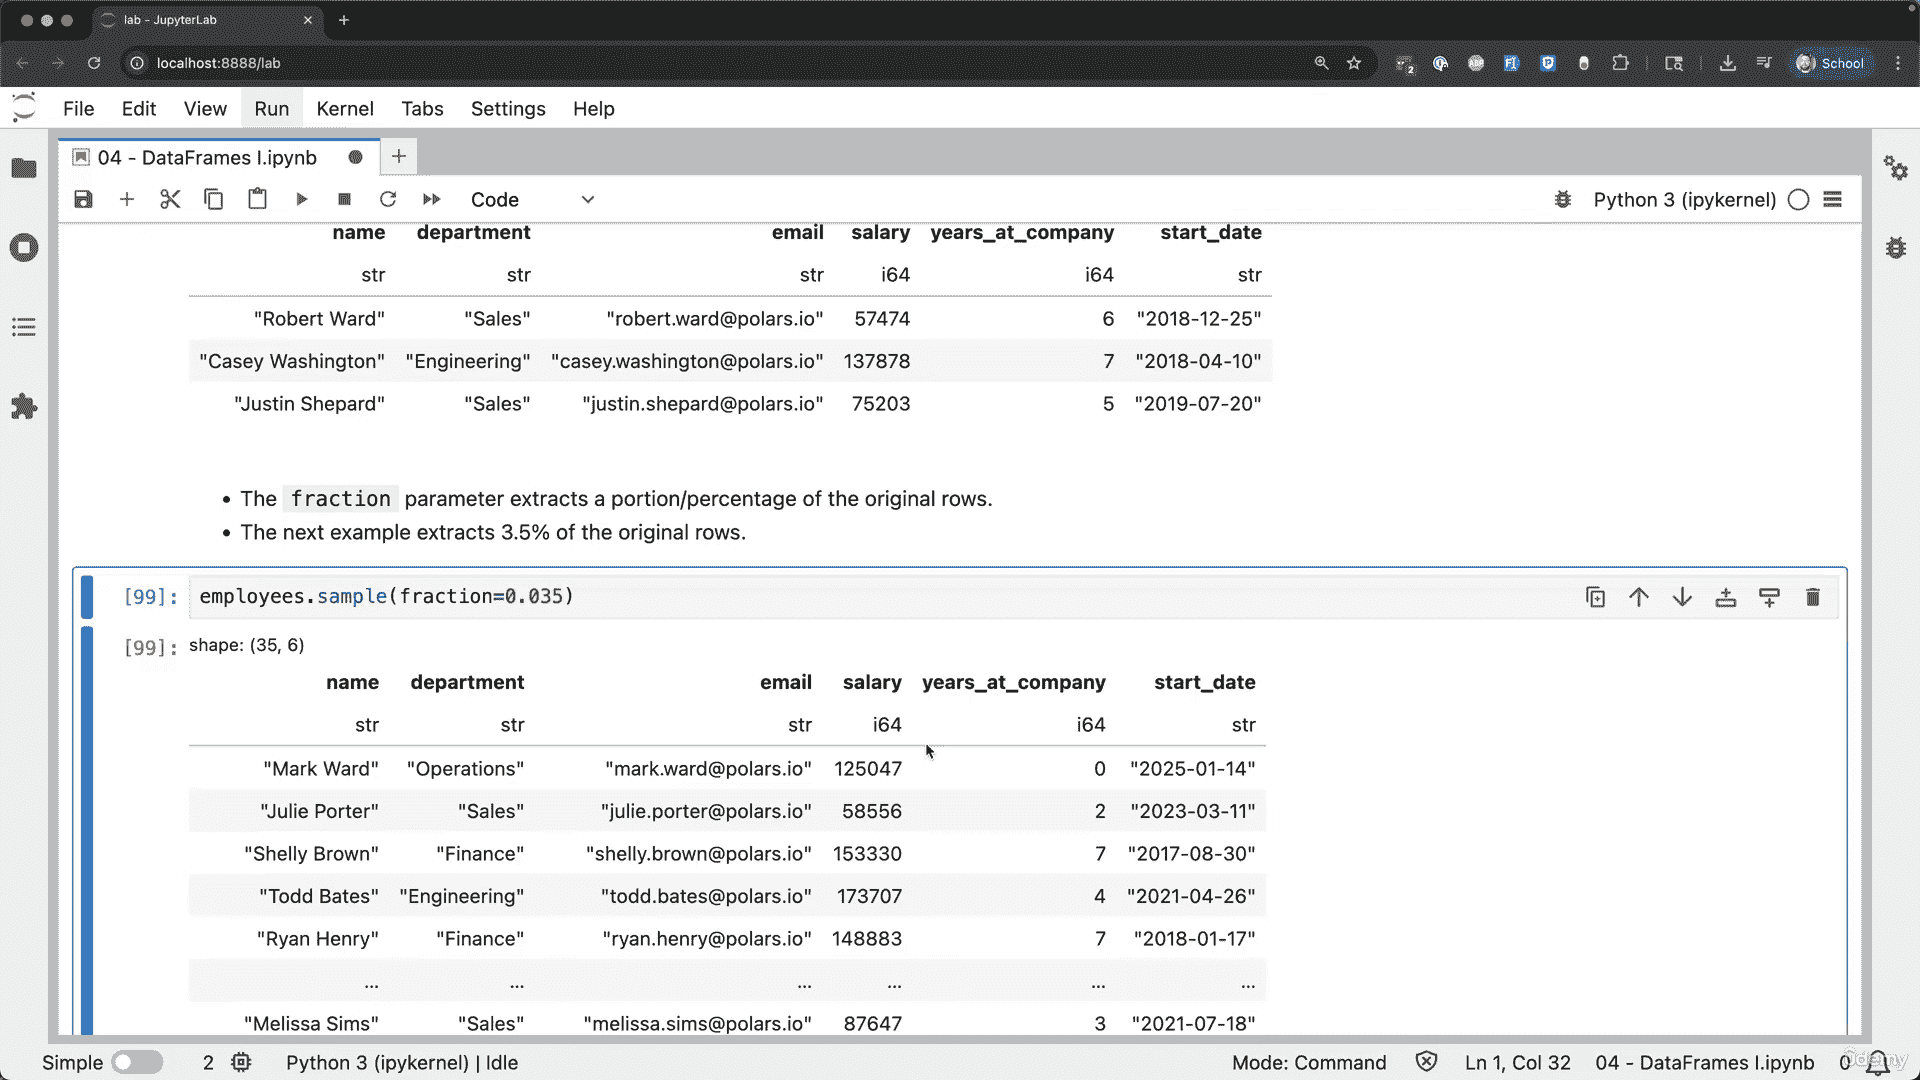 lab - JupyterLab
localhost:8888/lab
2
School
File Edit View Run Kernel Tabs Settings Help
04 - DataFrames I.ipynb
Code
Python 3 (ipykernel)
name department email salary years_at_company start_date
str str str i64 i64 str
"Robert Ward" "Sales" "robert.ward@polars.io" 57474 6 "2018-12-25"
"Casey Washington" "Engineering" "casey.washington@polars.io" 137878 7 "2018-04-10"
"Justin Shepard" "Sales" "justin.shepard@polars.io" 75203 5 "2019-07-20"
• The fraction parameter extracts a portion/percentage of the original rows.
• The next example extracts 3.5% of the original rows.
[99]: employees.sample(fraction=0.035)
[99]: shape: (35, 6)
name department email salary years_at_company start_date
str str str i64 i64 str
"Mark Ward" "Operations" "mark.ward@polars.io" 125047 0 "2025-01-14"
"Julie Porter" "Sales" "julie.porter@polars.io" 58556 2 "2023-03-11"
"Shelly Brown" "Finance" "shelly.brown@polars.io" 153330 7 "2017-08-30"
"Todd Bates" "Engineering" "todd.bates@polars.io" 173707 4 "2021-04-26"
"Ryan Henry" "Finance" "ryan.henry@polars.io" 148883 7 "2018-01-17"
... ... ... ... ... ...
"Melissa Sims" "Sales" "melissa.sims@polars.io" 87647 3 "2021-07-18"
Simple 2 Python 3 (ipykernel) | Idle Mode: Command Ln 1, Col 32 04 - DataFrames I.ipynb 0
Udemy